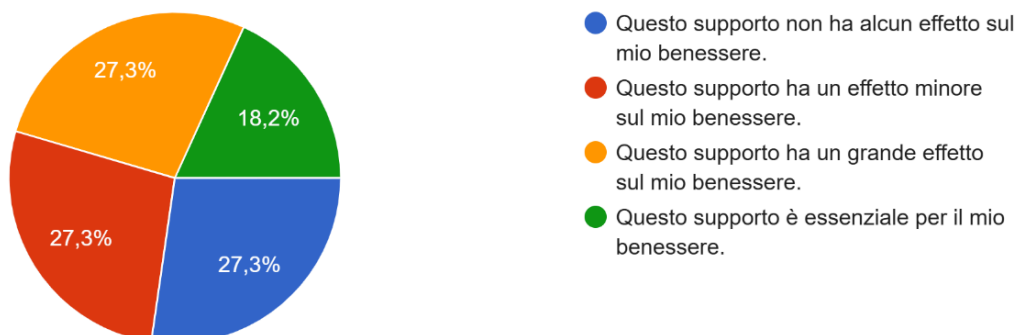 27,3%
18,2%
27,3%
27,3%
Questo supporto non ha alcun effetto sul
mio benessere.
Questo supporto ha un effetto minore
sul mio benessere.
Questo supporto ha un grande effetto
sul mio benessere.
Questo supporto è essenziale per il mio
benessere.